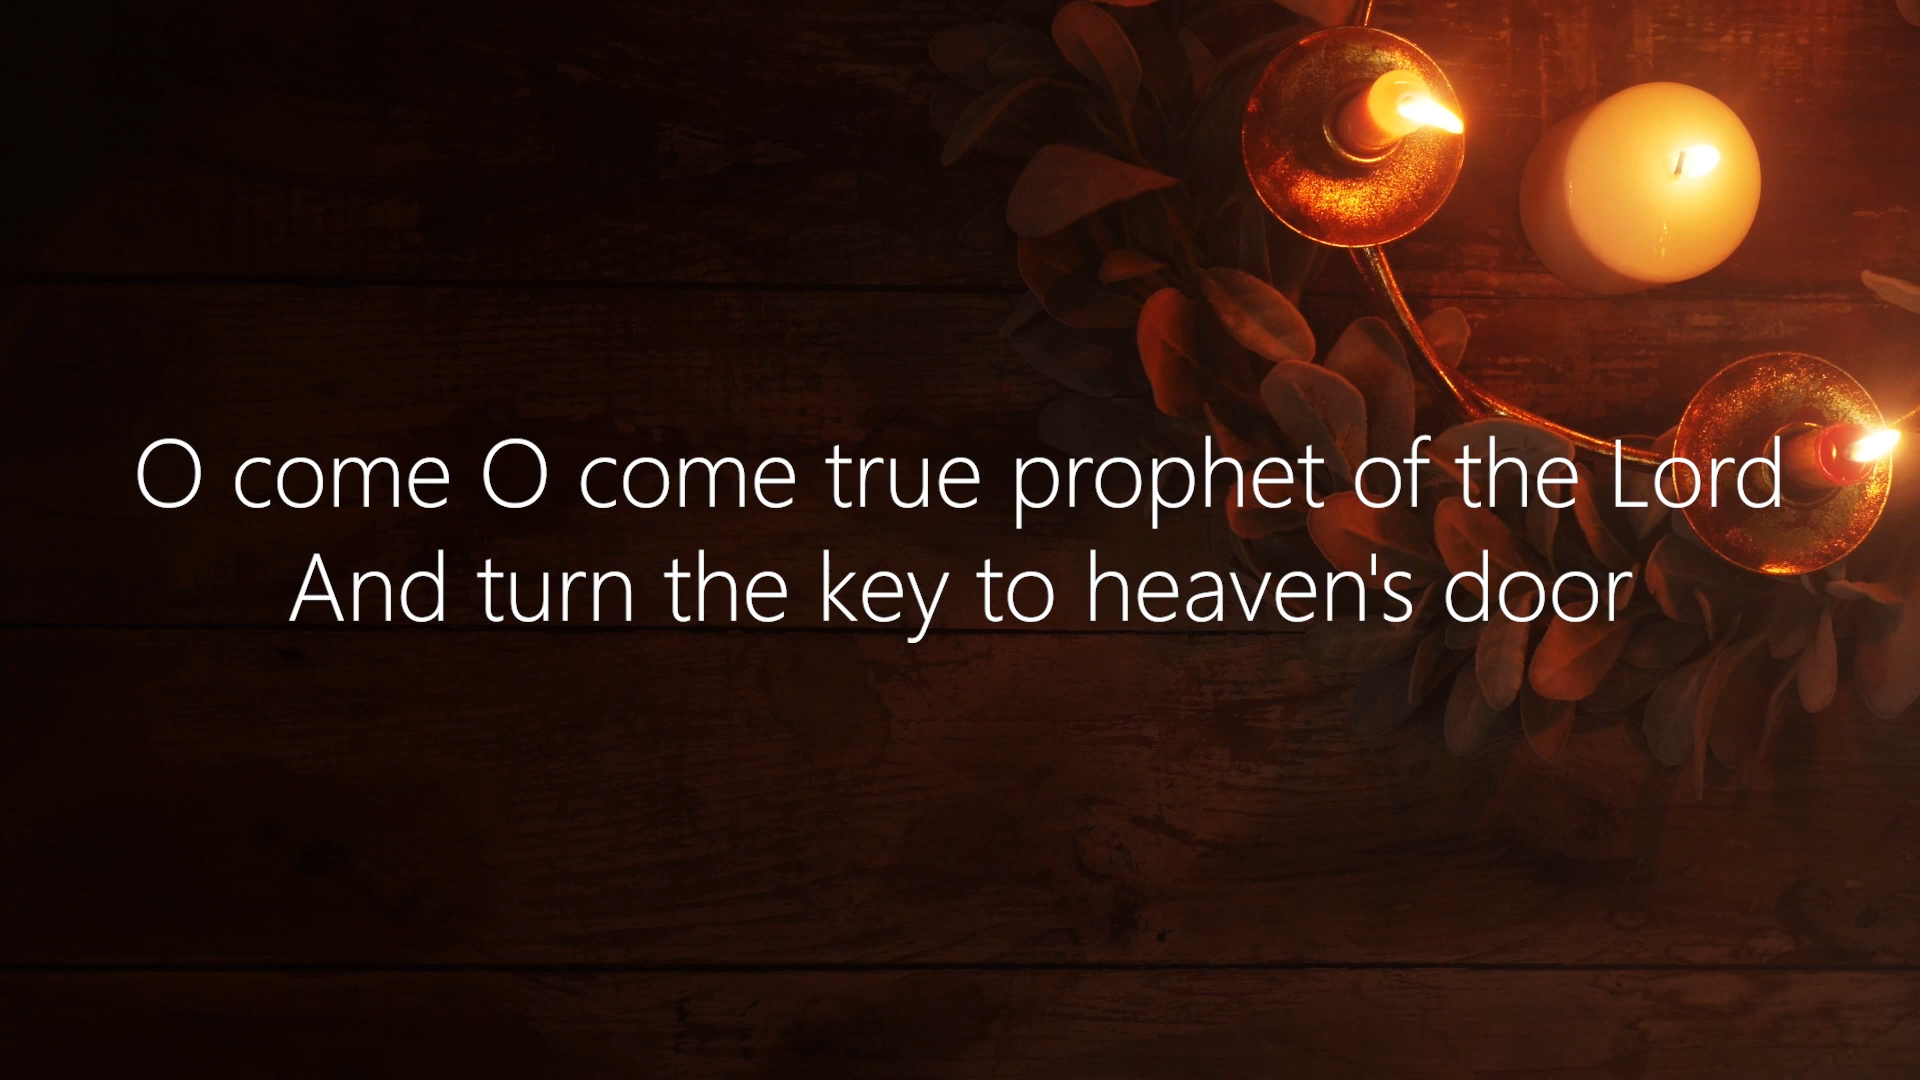 O come O come true prophet of the Lord
And turn the key to heaven's door